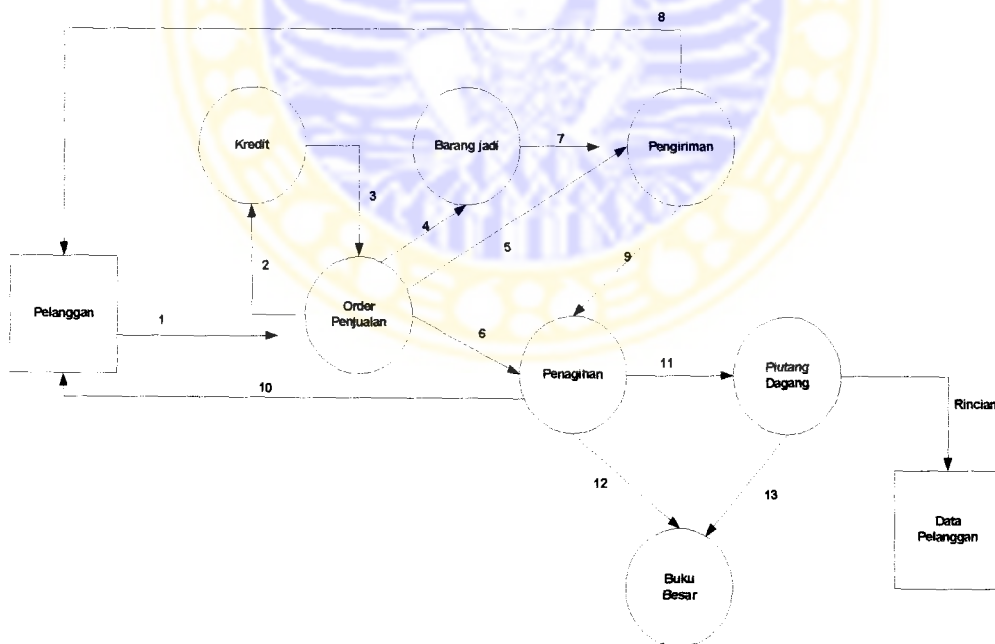 8
Kredit
Barang jadi
7
Pengiriman
3
4
5
2
9
Pelanggan
1
Order
Penjualan
6
Penagihan
11
Piutang
Dagang
10
Rincian
12
13
Data
Pelanggan
Buku
Besar